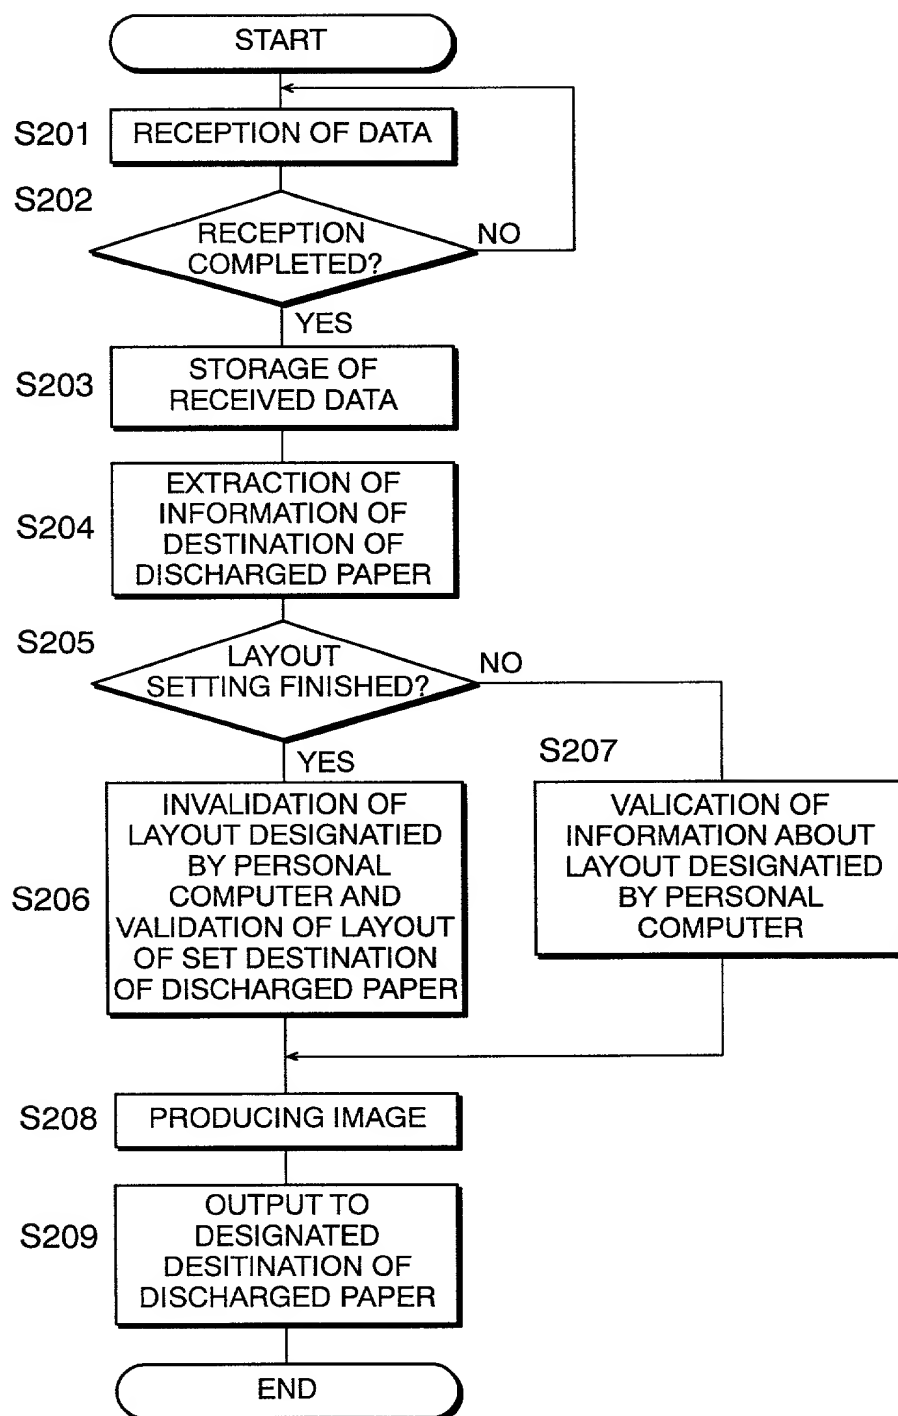 START
S201
RECEPTION OF DATA
S202
RECEPTION
COMPLETED?
NO
YES
S203
STORAGE OF
RECEIVED DATA
S204
EXTRACTION OF
INFORMATION OF
DESTINATION OF
DISCHARGED PAPER
S205
LAYOUT
SETTING FINISHED?
NO
YES
S206
INVALIDATION OF
LAYOUT DESIGNATIED
BY PERSONAL
COMPUTER AND
VALIDATION OF LAYOUT
OF SET DESTINATION
OF DISCHARGED PAPER
S207
VALICATION OF
INFORMATION ABOUT
LAYOUT DESIGNATIED
BY PERSONAL
COMPUTER
S208
PRODUCING IMAGE
S209
OUTPUT TO
DESIGNATED
DESITINATION OF
DISCHARGED PAPER
END